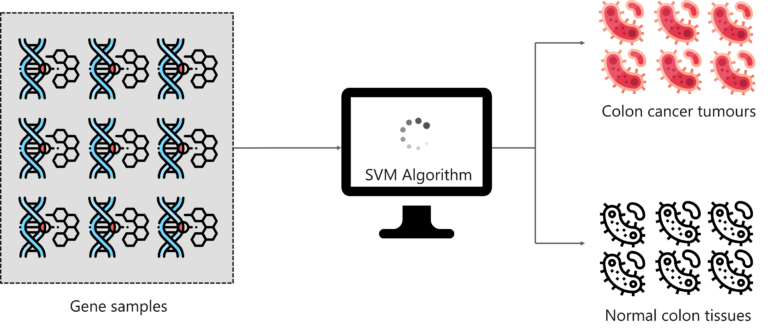 Colon cancer tumours
SVM Algorithm
Gene samples
Normal colon tissues